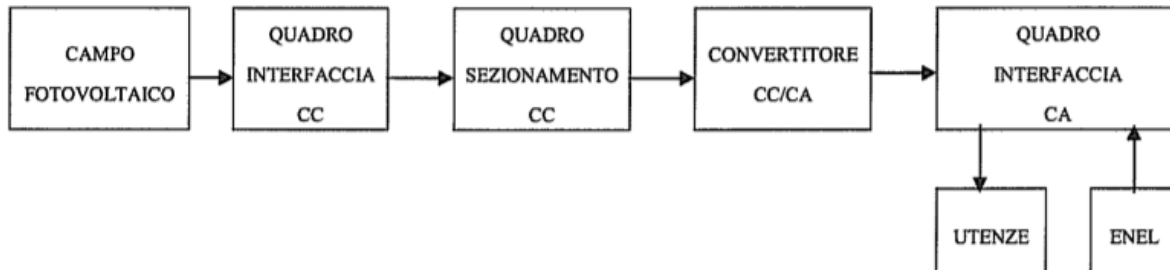 CAMPO
FOTOVOLTAICO
QUADRO
INTERFACCIA
CC
QUADRO
SEZIONAMENTO
CC
CONVERTITORE
CC/CA
QUADRO
INTERFACCIA
CA
UTENZE
ENEL